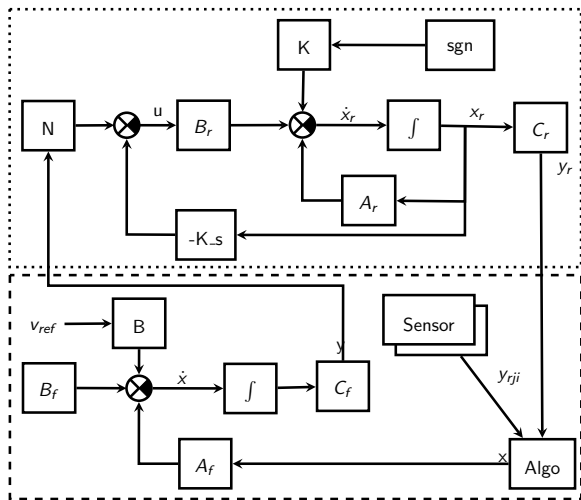 K
sgn
N
u
B_r
ẋ_r
∫
x_r
C_r
y_r
A_r
-K_s
v_ref
B
y
Sensor
B_f
ẋ
∫
C_f
y_rji
A_f
x
Algo